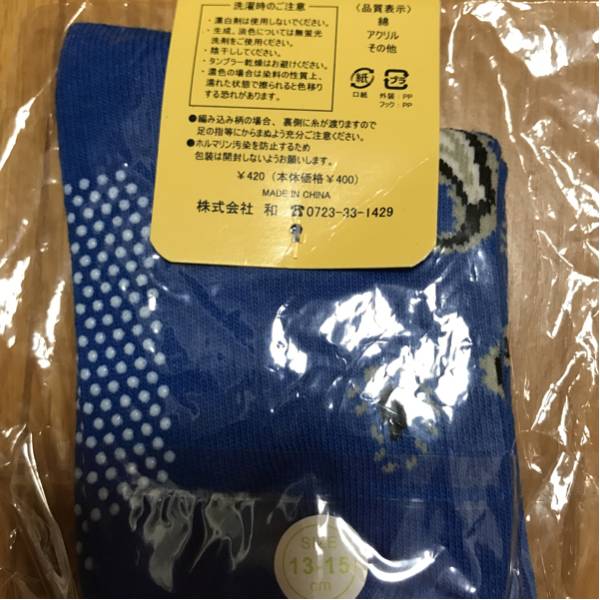 洗濯時のご注意
・漂白剤は使用しないでください。
・生成、淡色については無蛍光
洗剤をご使用ください。
・陰干ししてください。
・タンブラー乾燥はお避けください。
・濃色の場合は染料の性質上、
濡れた状態で擦られると色移り
する恐れがあります。
〈品質表示〉
綿
アクリル
その他
紙
プラ
口紙
外装:PP
フック:PP
●編み込み柄の場合、裏側に糸が渡りますので
足の指等にからまぬよう充分ご注意ください。
●ホルマリン汚染を防止するため
包装は開封しないようお願いします。
￥420(本体価格￥400)
MADE IN CHINA
株式会社 和 ☎0723-33-1429
SIZE
13-15
cm